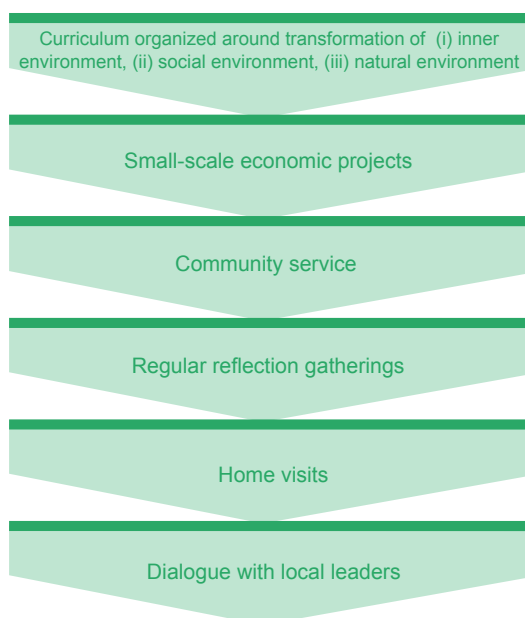 Curriculum organized around transformation of (i) inner
environment, (ii) social environment, (iii) natural environment
Small-scale economic projects
Community service
Regular reflection gatherings
Home visits
Dialogue with local leaders